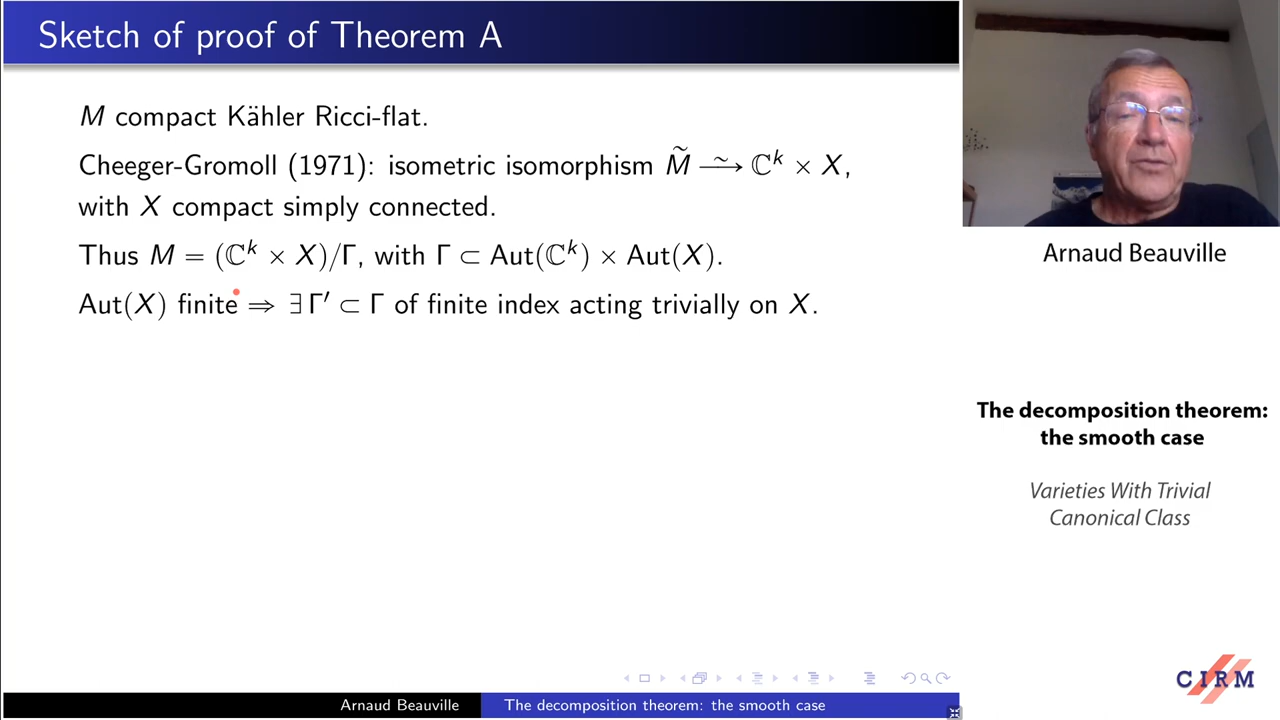 Sketch of proof of Theorem A
M compact Kähler Ricci-flat.
Cheeger-Gromoll (1971): isometric isomorphism M̃ ⥲ ℂᵏ × X,
with X compact simply connected.
Thus M = (ℂᵏ × X)/Γ, with Γ ⊂ Aut(ℂᵏ) × Aut(X).
Aut(X) finite ⇒ ∃ Γ′ ⊂ Γ of finite index acting trivially on X.
Arnaud Beauville
The decomposition theorem:
the smooth case
Varieties With Trivial
Canonical Class
CIRM
Arnaud Beauville
The decomposition theorem: the smooth case